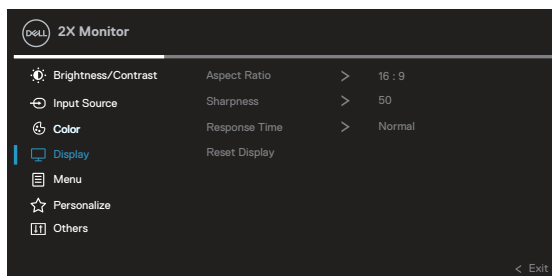 DELL 2X Monitor
Brightness/Contrast Aspect Ratio > 16 : 9
Input Source Sharpness > 50
Color Response Time > Normal
Display Reset Display
Menu
Personalize
Others
< Exit